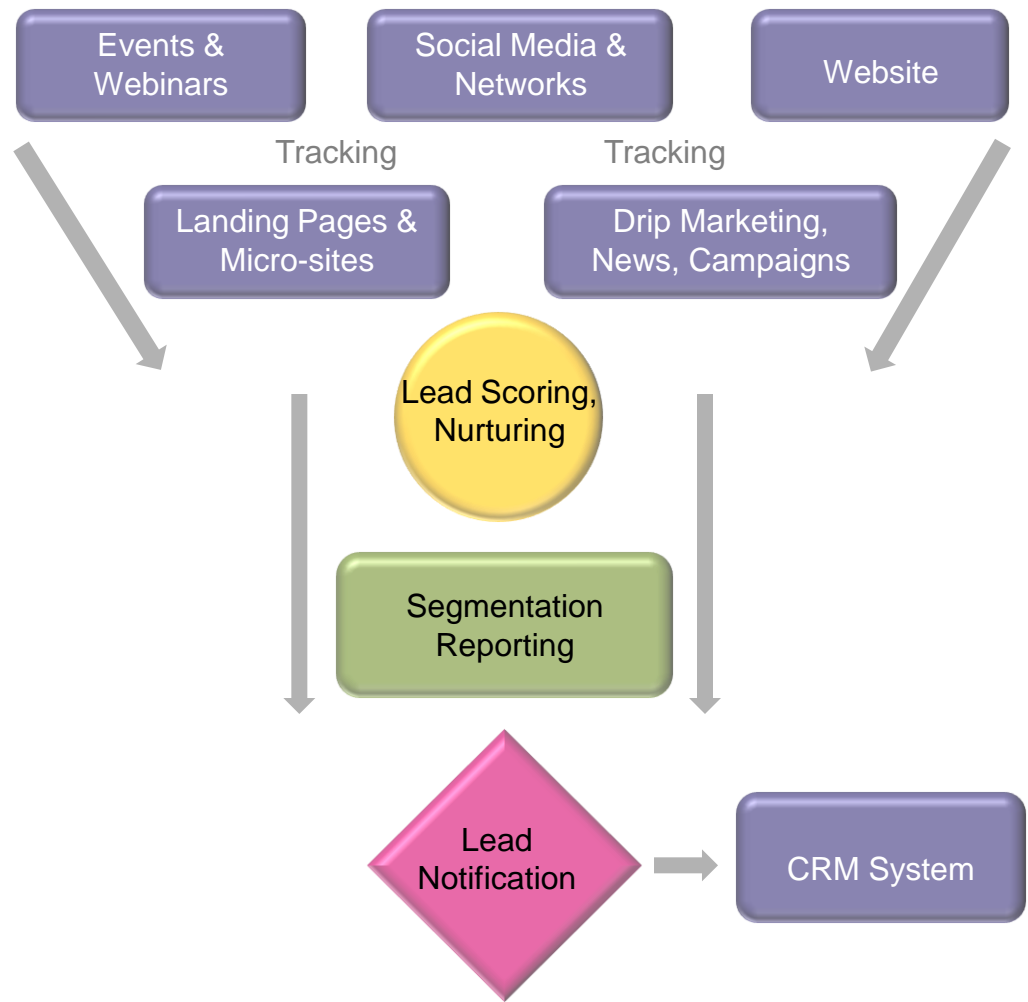 Events &
Webinars
Social Media &
Networks
Website
Tracking
Tracking
Landing Pages &
Micro-sites
Drip Marketing,
News, Campaigns
Lead Scoring,
Nurturing
Segmentation
Reporting
Lead
Notification
CRM System